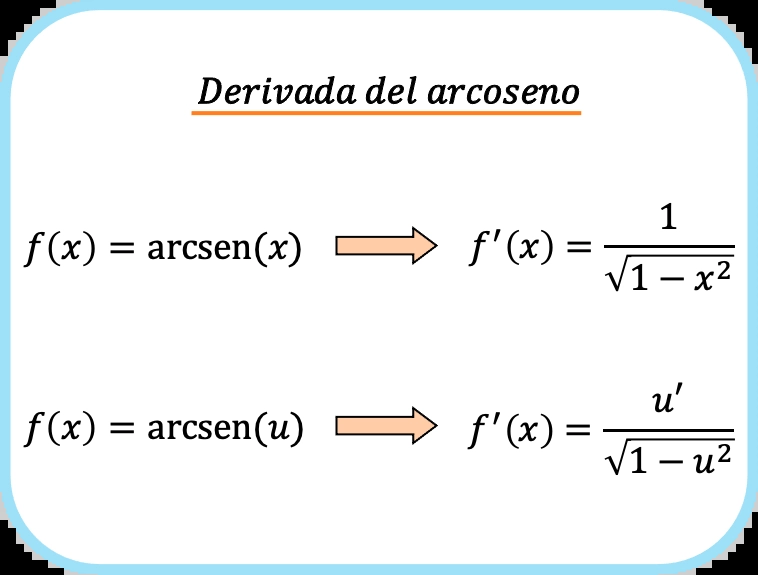 Derivada del arcoseno
f(x) = arcsen(x) f'(x) = 1/√(1 − x²)
f(x) = arcsen(u) f'(x) = u'/√(1 − u²)